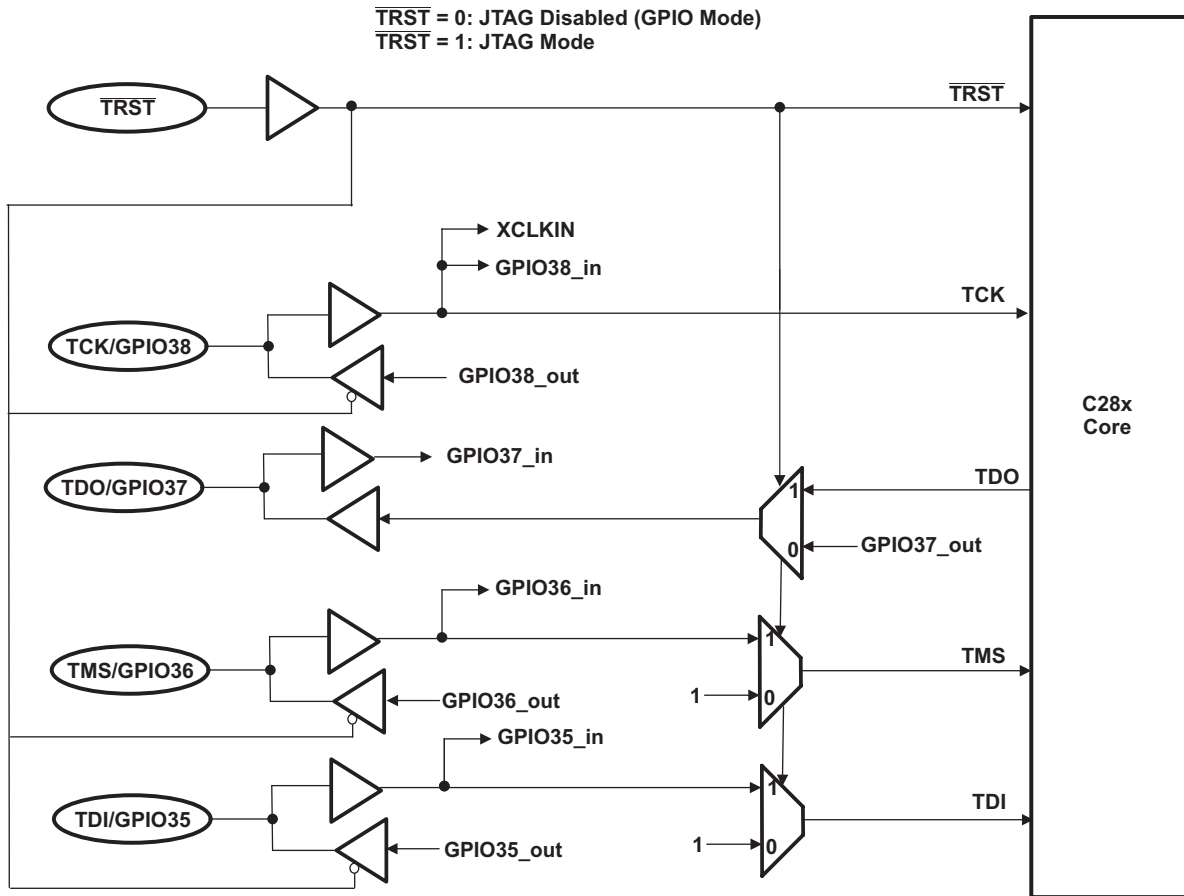 TRST = 0: JTAG Disabled (GPIO Mode)
TRST = 1: JTAG Mode
TRST
TRST
XCLKIN
GPIO38_in
TCK
TCK/GPIO38
GPIO38_out
C28x
Core
GPIO37_in
TDO
TDO/GPIO37
1
0
GPIO37_out
GPIO36_in
1
TMS/GPIO36
TMS
GPIO36_out
1
0
GPIO35_in
1
TDI/GPIO35
TDI
GPIO35_out
1
0